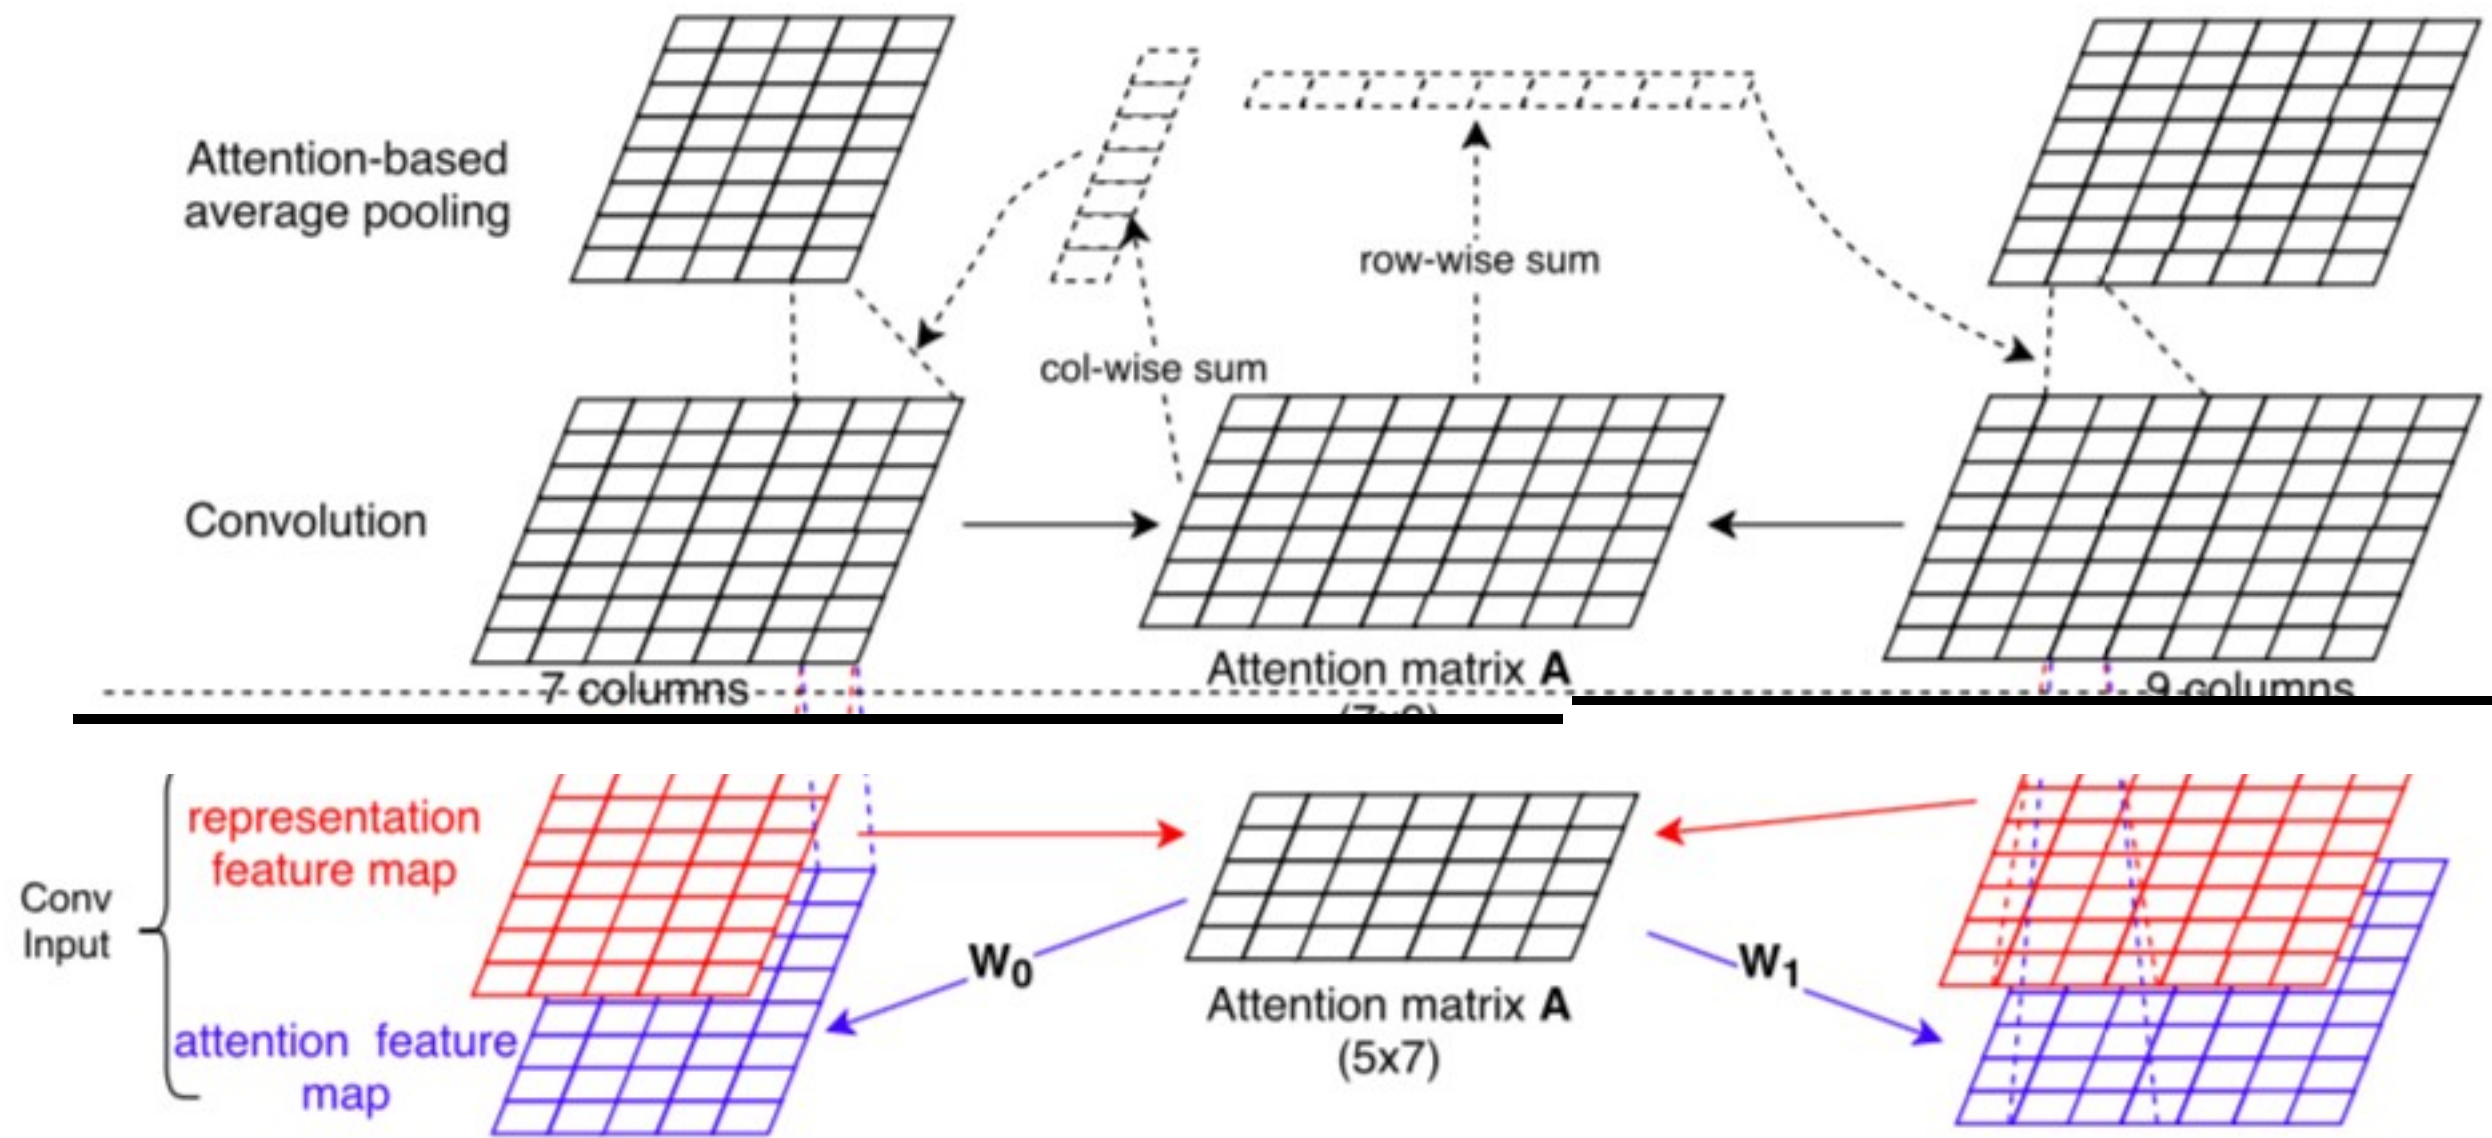 Attention-based
average pooling
row-wise sum
col-wise sum
Convolution
7 columns
Attention matrix A
9 columns
representation
feature map
Conv
Input
W0
W1
Attention matrix A
(5x7)
attention feature
map